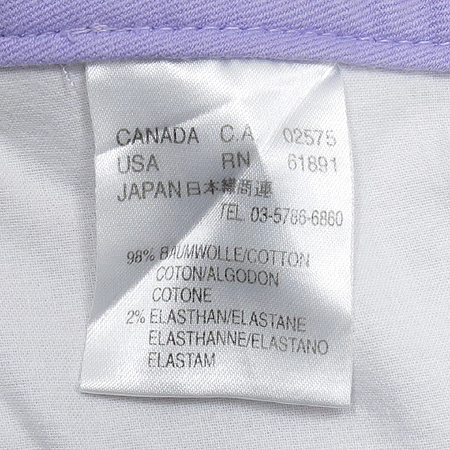 CANADA C.A 02575
USA RN 61891
JAPAN 日本繊商連
TEL. 03-5786-6860
98% BAUMWOLLE/COTTON
COTON/ALGODON
COTONE
2% ELASTHAN/ELASTANE
ELASTHANNE/ELASTANO
ELASTAM